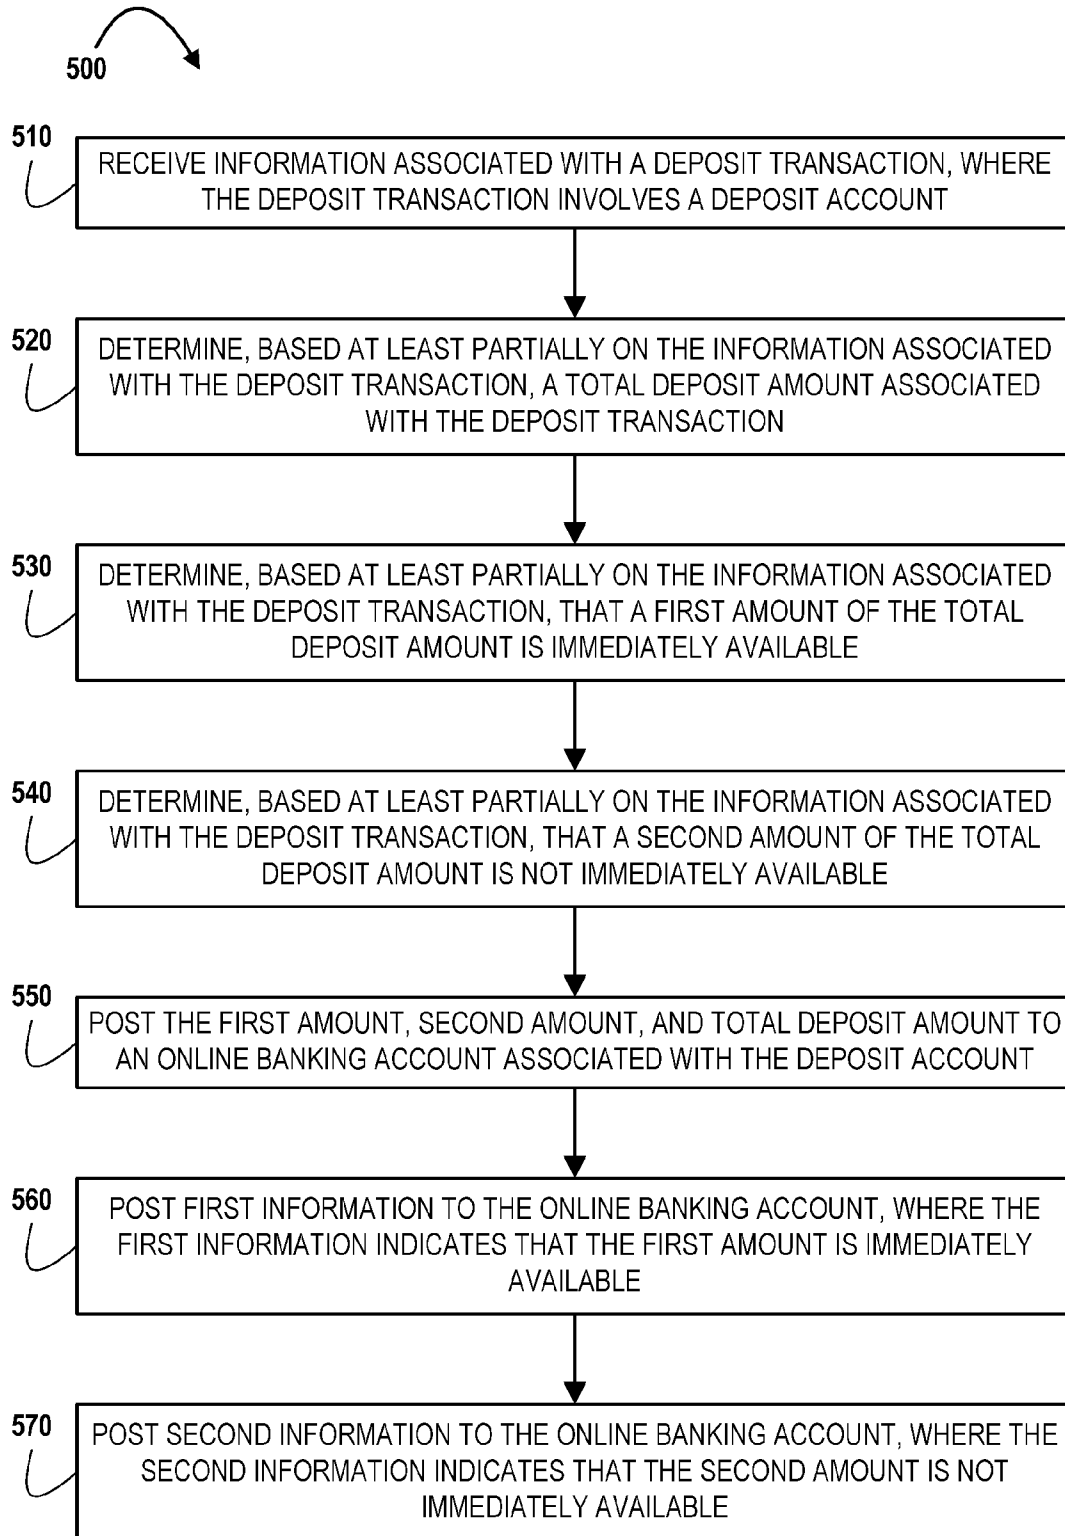 500
510
RECEIVE INFORMATION ASSOCIATED WITH A DEPOSIT TRANSACTION, WHERE
THE DEPOSIT TRANSACTION INVOLVES A DEPOSIT ACCOUNT
520
DETERMINE, BASED AT LEAST PARTIALLY ON THE INFORMATION ASSOCIATED
WITH THE DEPOSIT TRANSACTION, A TOTAL DEPOSIT AMOUNT ASSOCIATED
WITH THE DEPOSIT TRANSACTION
530
DETERMINE, BASED AT LEAST PARTIALLY ON THE INFORMATION ASSOCIATED
WITH THE DEPOSIT TRANSACTION, THAT A FIRST AMOUNT OF THE TOTAL
DEPOSIT AMOUNT IS IMMEDIATELY AVAILABLE
540
DETERMINE, BASED AT LEAST PARTIALLY ON THE INFORMATION ASSOCIATED
WITH THE DEPOSIT TRANSACTION, THAT A SECOND AMOUNT OF THE TOTAL
DEPOSIT AMOUNT IS NOT IMMEDIATELY AVAILABLE
550
POST THE FIRST AMOUNT, SECOND AMOUNT, AND TOTAL DEPOSIT AMOUNT TO
AN ONLINE BANKING ACCOUNT ASSOCIATED WITH THE DEPOSIT ACCOUNT
560
POST FIRST INFORMATION TO THE ONLINE BANKING ACCOUNT, WHERE THE
FIRST INFORMATION INDICATES THAT THE FIRST AMOUNT IS IMMEDIATELY
AVAILABLE
570
POST SECOND INFORMATION TO THE ONLINE BANKING ACCOUNT, WHERE THE
SECOND INFORMATION INDICATES THAT THE SECOND AMOUNT IS NOT
IMMEDIATELY AVAILABLE